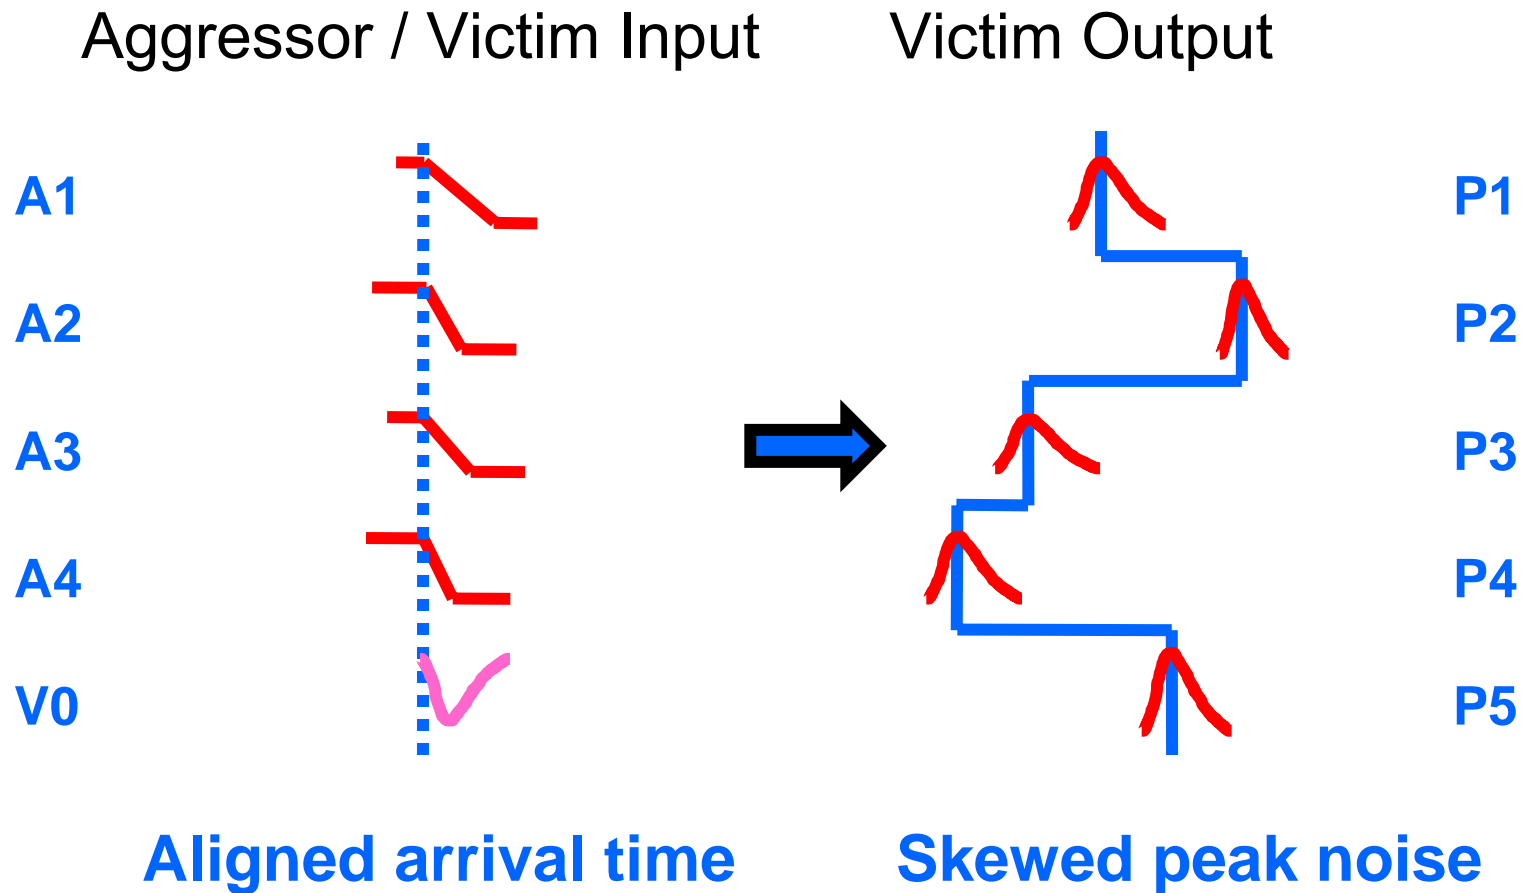 Aggressor / Victim Input
Victim Output
A1
P1
A2
P2
A3
P3
A4
P4
V0
P5
Aligned arrival time
Skewed peak noise